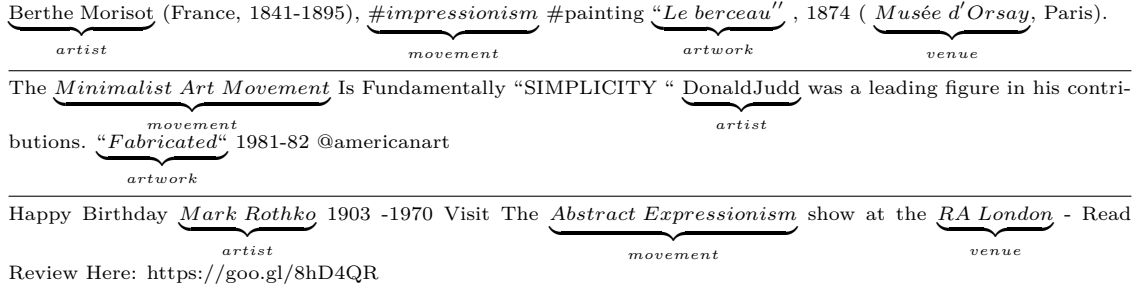 Berthe Morisot (France, 1841-1895), #impressionism #painting “Le berceau'' , 1874 ( Musée d'Orsay, Paris).
artist movement artwork venue
The Minimalist Art Movement Is Fundamentally “SIMPLICITY “ DonaldJudd was a leading figure in his contri-
movement artist
butions. “Fabricated“ 1981-82 @americanart
artwork
Happy Birthday Mark Rothko 1903 -1970 Visit The Abstract Expressionism show at the RA London - Read
artist movement venue
Review Here: https://goo.gl/8hD4QR